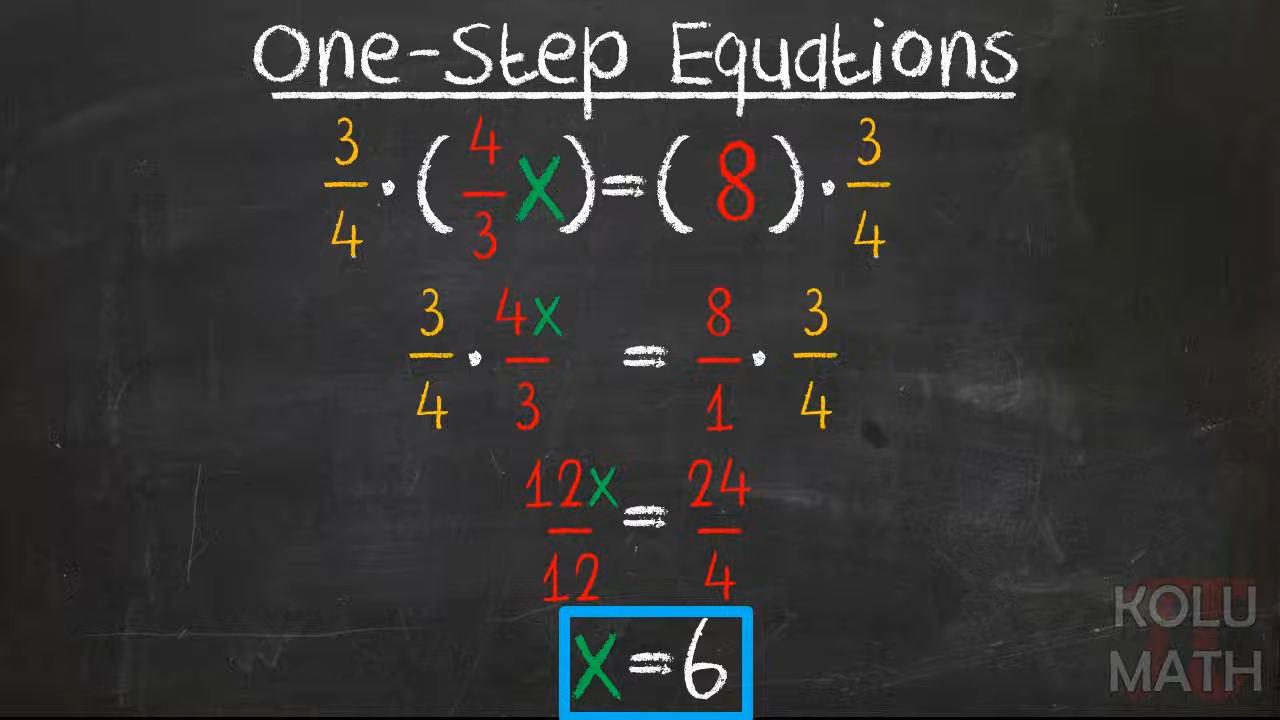 One-Step Equations
3/4 · (4/3 x) = (8) · 3/4
3/4 · 4x/3 = 8/1 · 3/4
12x/12 = 24/4
x = 6
KOLU
MATH